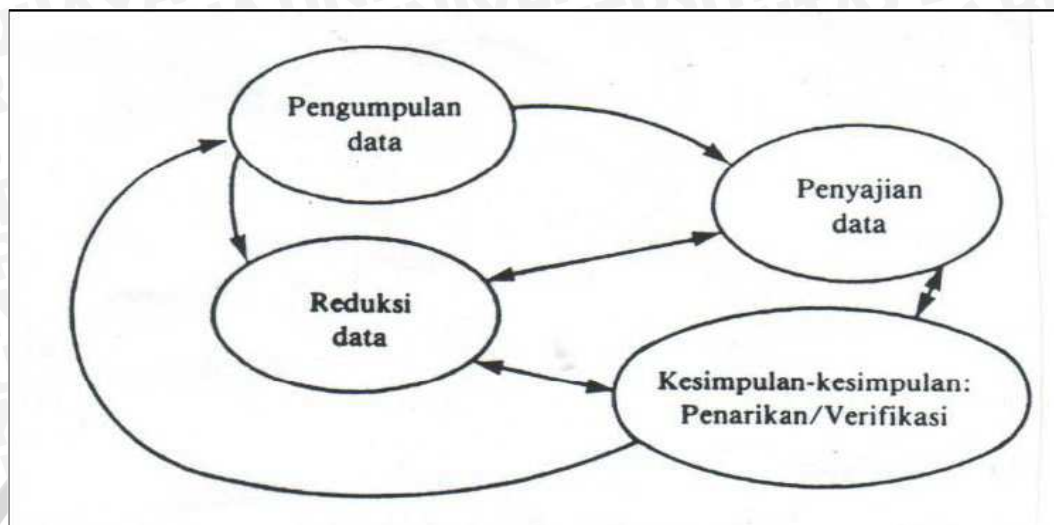 Pengumpulan
data
Penyajian
data
Reduksi
data
Kesimpulan-kesimpulan:
Penarikan/Verifikasi